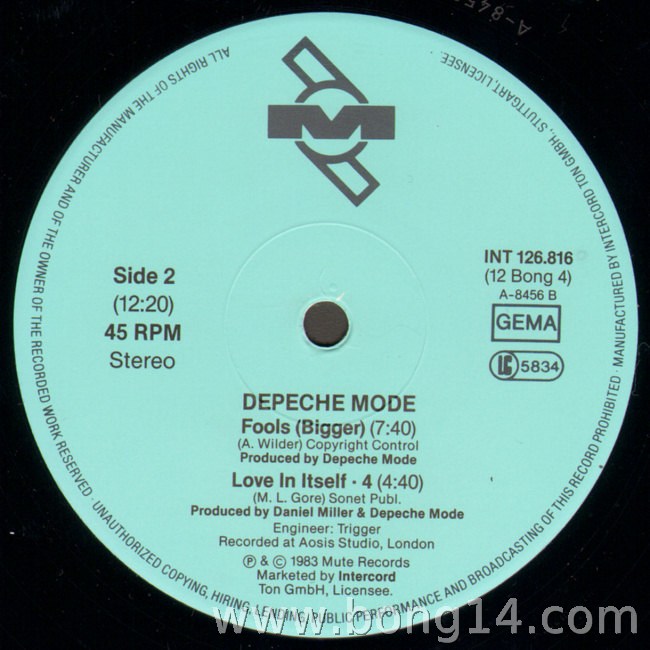 A-8456
M
ALL RIGHTS OF THE MANUFACTURER AND OF THE OWNER OF THE RECORDED WORK RESERVED · UNAUTHORIZED COPYING, HIRING, LENDING, PUBLIC PERFORMANCE AND BROADCASTING OF THIS RECORD PROHIBITED · MANUFACTURED BY INTERCORD TON GMBH., STUTTGART, LICENSEE.
Side 2
(12:20)
45 RPM
Stereo
INT 126.816
(12 Bong 4)
A-8456 B
GEMA
LC 5834
DEPECHE MODE
Fools (Bigger) (7:40)
(A. Wilder) Copyright Control
Produced by Depeche Mode
Love In Itself · 4 (4:40)
(M. L. Gore) Sonet Publ.
Produced by Daniel Miller & Depeche Mode
Engineer: Trigger
Recorded at Aosis Studio, London
Ⓟ & © 1983 Mute Records
Marketed by Intercord
Ton GmbH, Licensee.
www.bong14.com